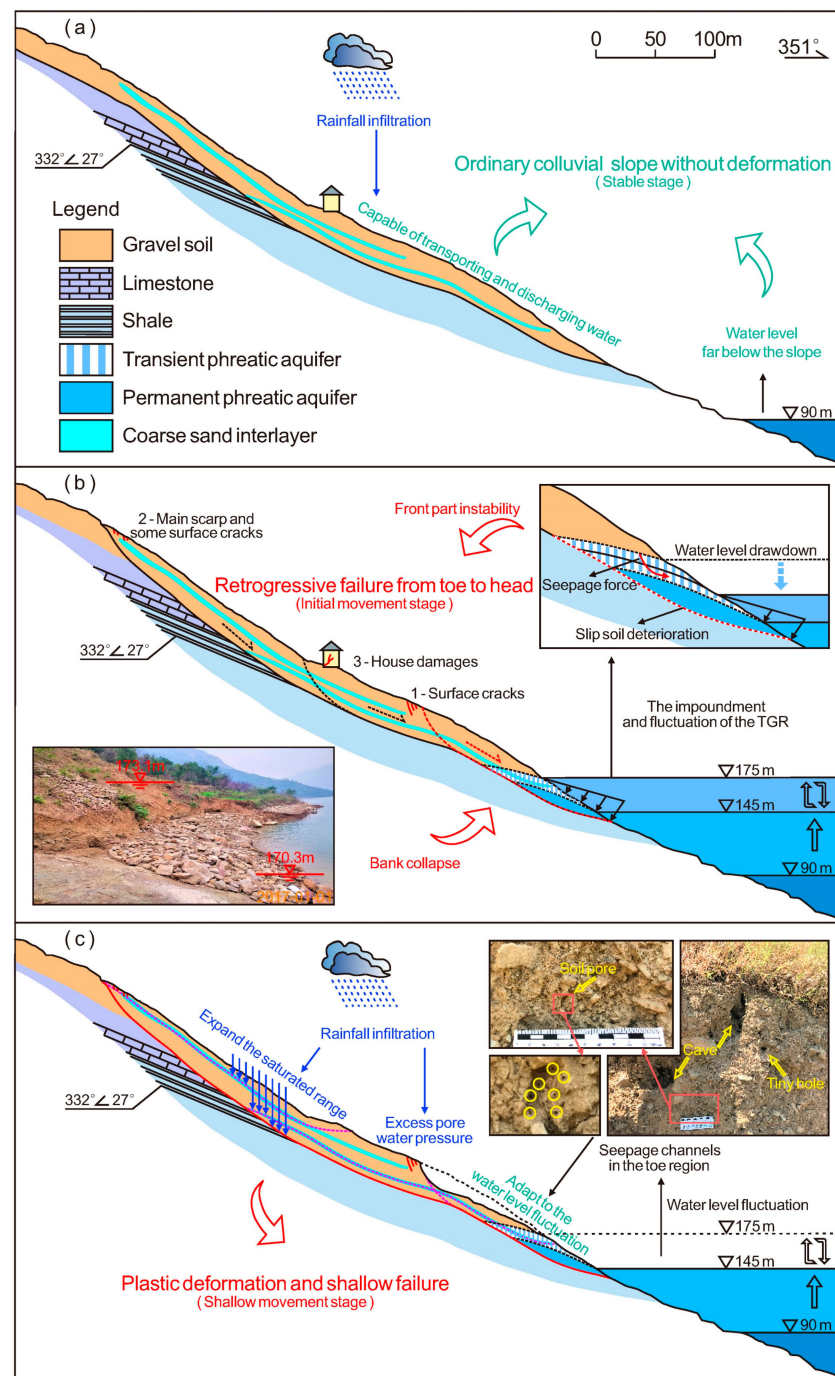 (a)
0 50 100m
351°
Rainfall infiltration
332°∠ 27°
Ordinary colluvial slope without deformation
( Stable stage )
Capable of transporting and discharging water
Water level
far below the slope
90 m
Legend
Gravel soil
Limestone
Shale
Transient phreatic aquifer
Permanent phreatic aquifer
Coarse sand interlayer
(b)
2 - Main scarp and
some surface cracks
Front part instability
Retrogressive failure from toe to head
(Initial movement stage )
Water level drawdown
Seepage force
Slip soil deterioration
332°∠ 27°
3 - House damages
1 - Surface cracks
The impoundment
and fluctuation of the TGR
175 m
145 m
90 m
173.1m
170.3m
Bank collapse
(c)
Rainfall infiltration
Expand the saturated range
Excess pore
water pressure
332°∠ 27°
Soil pore
Cave
Tiny hole
Seepage channels
in the toe region
Adapt to the
water level fluctuation
Water level fluctuation
175 m
145 m
90 m
Plastic deformation and shallow failure
( Shallow movement stage )